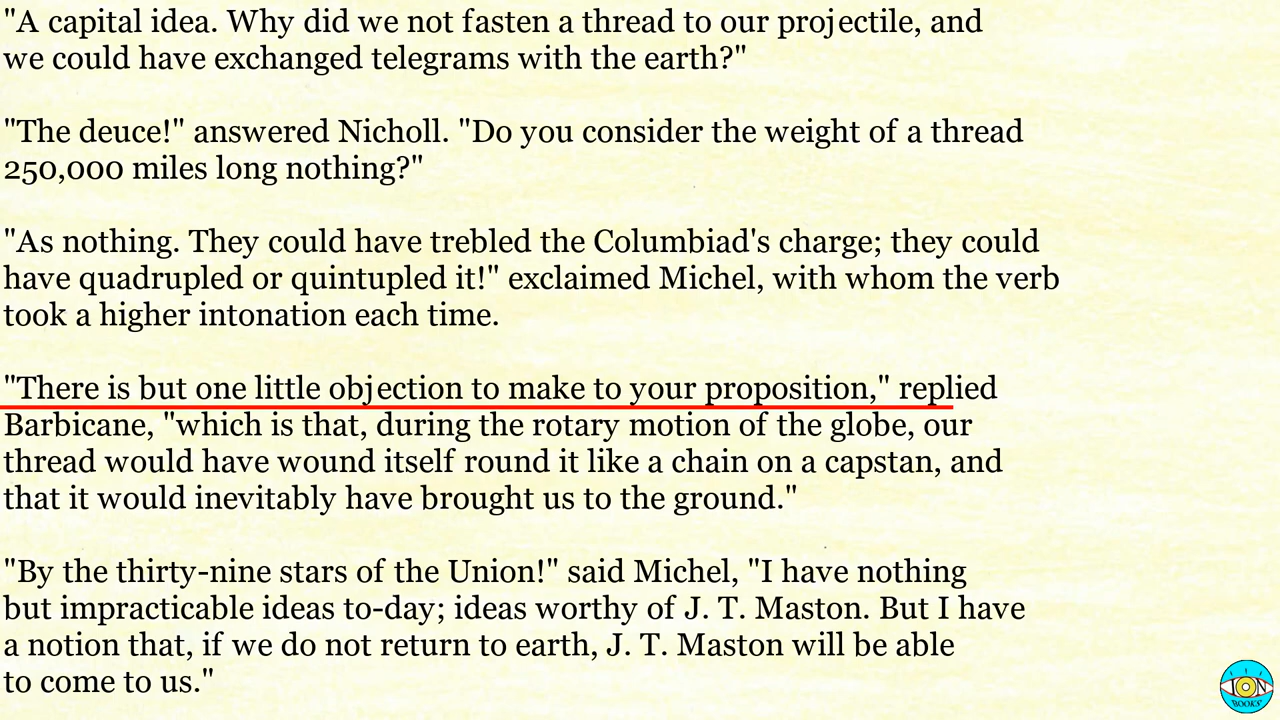 "A capital idea. Why did we not fasten a thread to our projectile, and
we could have exchanged telegrams with the earth?"
"The deuce!" answered Nicholl. "Do you consider the weight of a thread
250,000 miles long nothing?"
"As nothing. They could have trebled the Columbiad's charge; they could
have quadrupled or quintupled it!" exclaimed Michel, with whom the verb
took a higher intonation each time.
"There is but one little objection to make to your proposition," replied
Barbicane, "which is that, during the rotary motion of the globe, our
thread would have wound itself round it like a chain on a capstan, and
that it would inevitably have brought us to the ground."
"By the thirty-nine stars of the Union!" said Michel, "I have nothing
but impracticable ideas to-day; ideas worthy of J. T. Maston. But I have
a notion that, if we do not return to earth, J. T. Maston will be able
to come to us."
ION
BOOKS